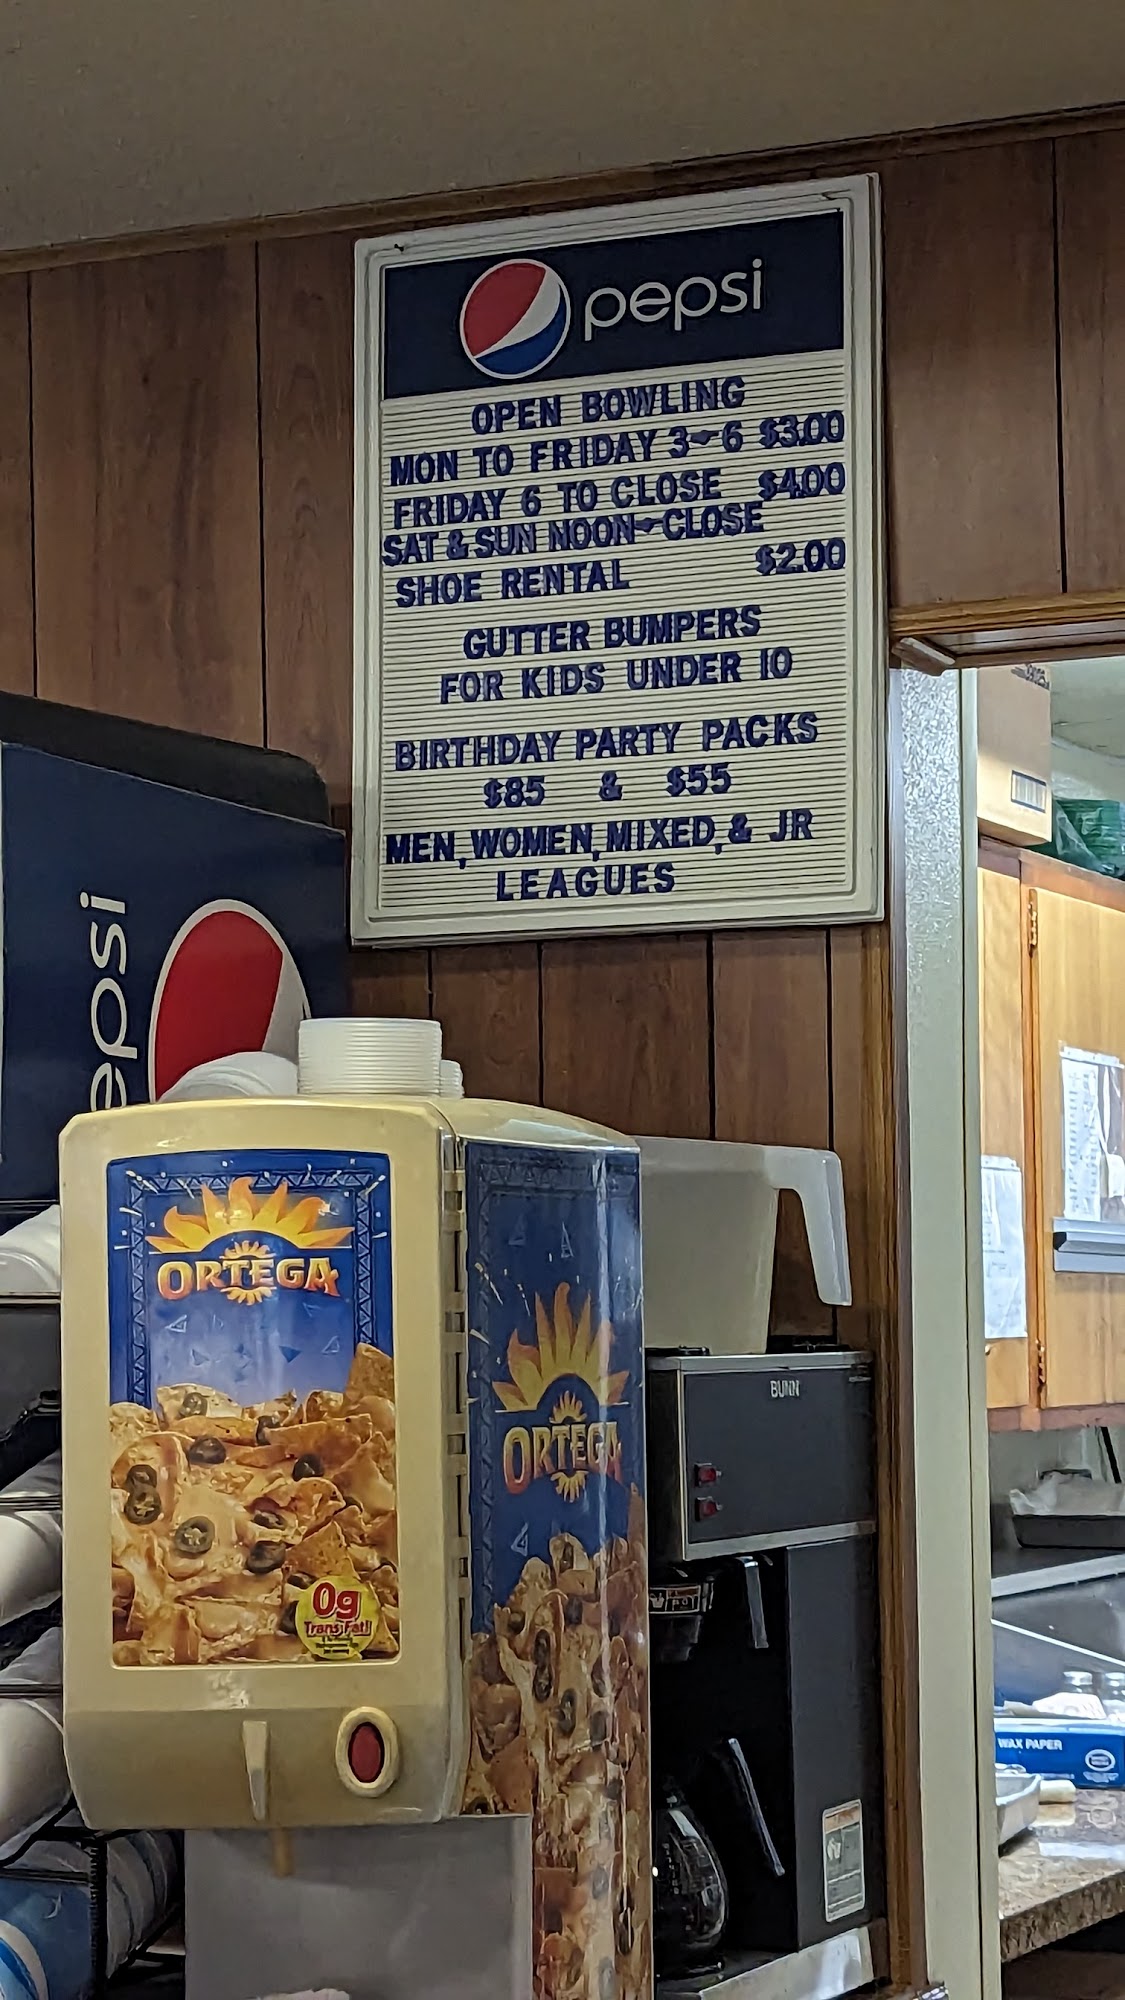 pepsi
OPEN BOWLING
MON TO FRIDAY 3-6 $3.00
FRIDAY 6 TO CLOSE $4.00
SAT & SUN NOON-CLOSE
SHOE RENTAL $2.00
GUTTER BUMPERS
FOR KIDS UNDER 10
BIRTHDAY PARTY PACKS
$85 & $55
MEN, WOMEN, MIXED, & JR
LEAGUES
epsi
ORTEGA
0g
Trans Fat!
ORTEGA
BUNN
WAX PAPER